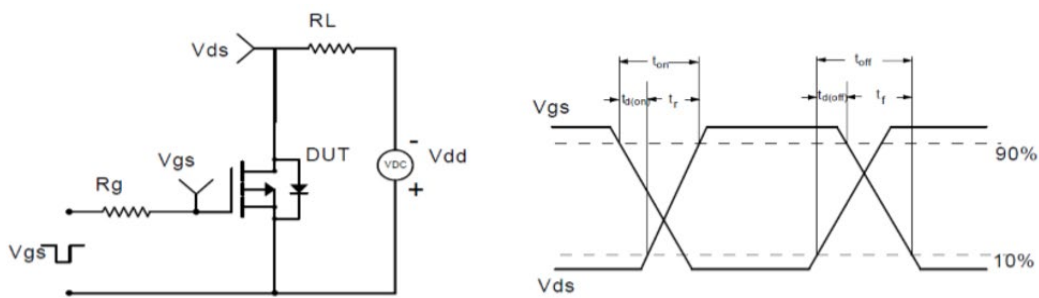 RL
Vds
Vgs
DUT
-
VDC
Vdd
+
Rg
Vgs
ton
toff
td(on)
tr
td(off)
tf
Vgs
90%
10%
Vds